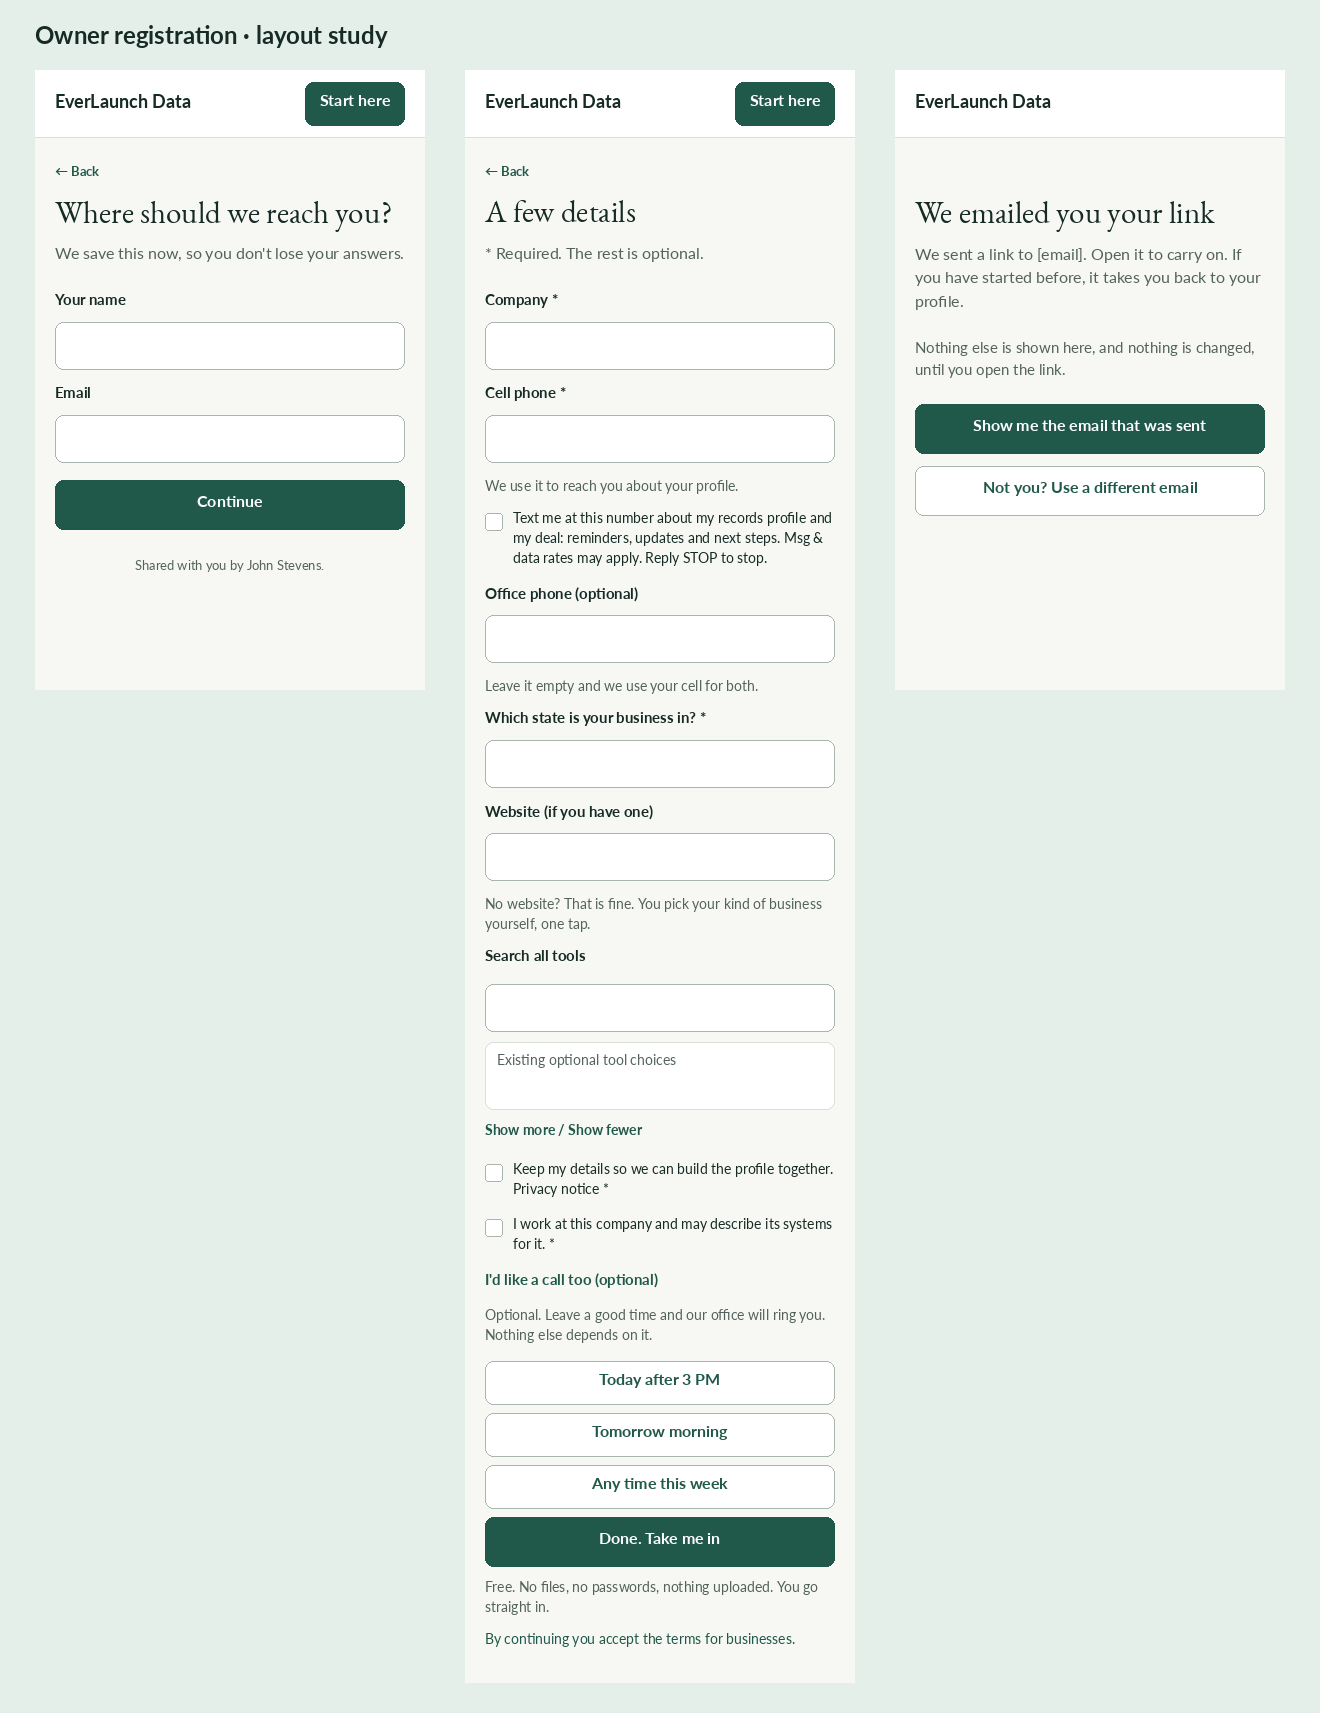 Owner registration · layout study
EverLaunch Data
Start here
← Back
Where should we reach you?
We save this now, so you don't lose your answers.
Your name
Email
Continue
Shared with you by John Stevens.
EverLaunch Data
Start here
← Back
A few details
* Required. The rest is optional.
Company *
Cell phone *
We use it to reach you about your profile.
Text me at this number about my records profile and
my deal: reminders, updates and next steps. Msg &
data rates may apply. Reply STOP to stop.
Office phone (optional)
Leave it empty and we use your cell for both.
Which state is your business in? *
Website (if you have one)
No website? That is fine. You pick your kind of business
yourself, one tap.
Search all tools
Existing optional tool choices
Show more / Show fewer
Keep my details so we can build the profile together.
Privacy notice *
I work at this company and may describe its systems
for it. *
I'd like a call too (optional)
Optional. Leave a good time and our office will ring you.
Nothing else depends on it.
Today after 3 PM
Tomorrow morning
Any time this week
Done. Take me in
Free. No files, no passwords, nothing uploaded. You go
straight in.
By continuing you accept the terms for businesses.
EverLaunch Data
We emailed you your link
We sent a link to [email]. Open it to carry on. If
you have started before, it takes you back to your
profile.
Nothing else is shown here, and nothing is changed,
until you open the link.
Show me the email that was sent
Not you? Use a different email